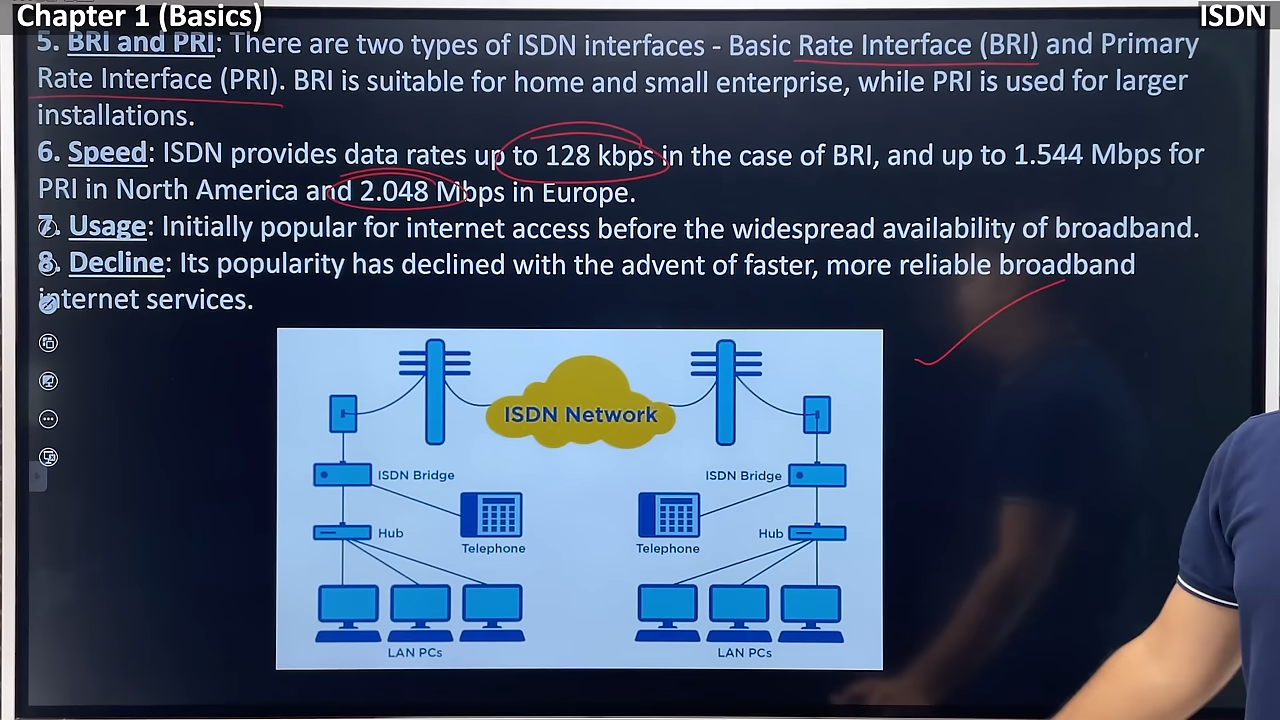 Chapter 1 (Basics)
ISDN
5. BRI and PRI: There are two types of ISDN interfaces - Basic Rate Interface (BRI) and Primary
Rate Interface (PRI). BRI is suitable for home and small enterprise, while PRI is used for larger
installations.
6. Speed: ISDN provides data rates up to 128 kbps in the case of BRI, and up to 1.544 Mbps for
PRI in North America and 2.048 Mbps in Europe.
7. Usage: Initially popular for internet access before the widespread availability of broadband.
8. Decline: Its popularity has declined with the advent of faster, more reliable broadband
internet services.
ISDN Network
ISDN Bridge
ISDN Bridge
Hub
Hub
Telephone
Telephone
LAN PCs
LAN PCs